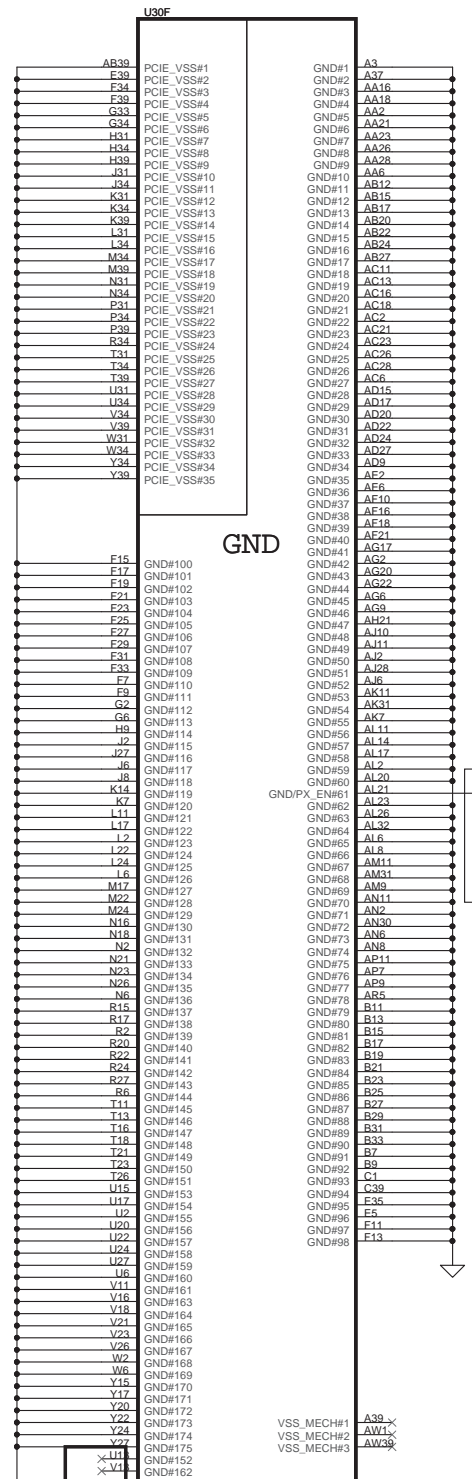 U30F
AB39 PCIE_VSS#1
E39 PCIE_VSS#2
F34 PCIE_VSS#3
F39 PCIE_VSS#4
G33 PCIE_VSS#5
G34 PCIE_VSS#6
H31 PCIE_VSS#7
H34 PCIE_VSS#8
H39 PCIE_VSS#9
J31 PCIE_VSS#10
J34 PCIE_VSS#11
K31 PCIE_VSS#12
K34 PCIE_VSS#13
K39 PCIE_VSS#14
L31 PCIE_VSS#15
L34 PCIE_VSS#16
M34 PCIE_VSS#17
M39 PCIE_VSS#18
N31 PCIE_VSS#19
N34 PCIE_VSS#20
P31 PCIE_VSS#21
P34 PCIE_VSS#22
P39 PCIE_VSS#23
R34 PCIE_VSS#24
T31 PCIE_VSS#25
T34 PCIE_VSS#26
T39 PCIE_VSS#27
U31 PCIE_VSS#28
U34 PCIE_VSS#29
V34 PCIE_VSS#30
V39 PCIE_VSS#31
W31 PCIE_VSS#32
W34 PCIE_VSS#33
Y34 PCIE_VSS#34
Y39 PCIE_VSS#35
GND
F15 GND#100
F17 GND#101
F19 GND#102
F21 GND#103
F23 GND#104
F25 GND#105
F27 GND#106
F29 GND#107
F31 GND#108
F33 GND#109
F7 GND#110
F9 GND#111
G2 GND#112
G6 GND#113
H9 GND#114
J2 GND#115
J27 GND#116
J6 GND#117
J8 GND#118
K14 GND#119
K7 GND#120
L11 GND#121
L17 GND#122
L2 GND#123
L22 GND#124
L24 GND#125
L6 GND#126
M17 GND#127
M22 GND#128
M24 GND#129
N16 GND#130
N18 GND#131
N2 GND#132
N21 GND#133
N23 GND#134
N26 GND#135
N6 GND#136
R15 GND#137
R17 GND#138
R2 GND#139
R20 GND#140
R22 GND#141
R24 GND#142
R27 GND#143
R6 GND#144
T11 GND#145
T13 GND#146
T16 GND#147
T18 GND#148
T21 GND#149
T23 GND#150
T26 GND#151
U15 GND#153
U17 GND#154
U2 GND#155
U20 GND#156
U22 GND#157
U24 GND#158
U27 GND#159
U6 GND#160
V11 GND#161
V16 GND#163
V18 GND#164
V21 GND#165
V23 GND#166
V26 GND#167
W2 GND#168
W6 GND#169
Y15 GND#170
Y17 GND#171
Y20 GND#172
Y22 GND#173
Y24 GND#174
Y27 GND#175
U13 GND#152
V13 GND#162
GND#1 A3
GND#2 A37
GND#3 AA16
GND#4 AA18
GND#5 AA2
GND#6 AA21
GND#7 AA23
GND#8 AA26
GND#9 AA28
GND#10 AA6
GND#11 AB12
GND#12 AB15
GND#13 AB17
GND#14 AB20
GND#15 AB22
GND#16 AB24
GND#17 AB27
GND#18 AC11
GND#19 AC13
GND#20 AC16
GND#21 AC18
GND#22 AC2
GND#23 AC21
GND#24 AC23
GND#25 AC26
GND#26 AC28
GND#27 AC6
GND#28 AD15
GND#29 AD17
GND#30 AD20
GND#31 AD22
GND#32 AD24
GND#33 AD27
GND#34 AD9
GND#35 AE2
GND#36 AE6
GND#37 AF10
GND#38 AF16
GND#39 AF18
GND#40 AF21
GND#41 AG17
GND#42 AG2
GND#43 AG20
GND#44 AG22
GND#45 AG6
GND#46 AG9
GND#47 AH21
GND#48 AJ10
GND#49 AJ11
GND#50 AJ2
GND#51 AJ28
GND#52 AJ6
GND#53 AK11
GND#54 AK31
GND#55 AK7
GND#56 AL11
GND#57 AL14
GND#58 AL17
GND#59 AL2
GND#60 AL20
GND/PX_EN#61 AL21
GND#62 AL23
GND#63 AL26
GND#64 AL32
GND#65 AL6
GND#66 AL8
GND#67 AM11
GND#68 AM31
GND#69 AM9
GND#70 AN11
GND#71 AN2
GND#72 AN30
GND#73 AN6
GND#74 AN8
GND#75 AP11
GND#76 AP7
GND#77 AP9
GND#78 AR5
GND#79 B11
GND#80 B13
GND#81 B15
GND#82 B17
GND#83 B19
GND#84 B21
GND#85 B23
GND#86 B25
GND#87 B27
GND#88 B29
GND#89 B31
GND#90 B33
GND#91 B7
GND#92 B9
GND#93 C1
GND#94 C39
GND#95 E35
GND#96 E5
GND#97 F11
GND#98 F13
VSS_MECH#1 A39
VSS_MECH#2 AW1
VSS_MECH#3 AW39